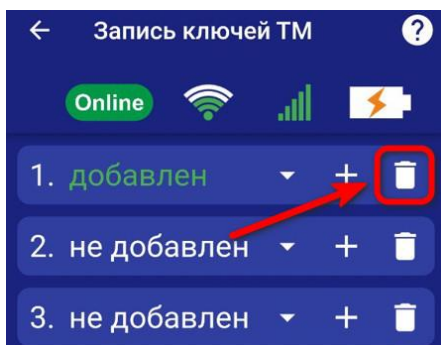 Запись ключей ТМ ?
Online
1. добавлен
2. не добавлен
3. не добавлен